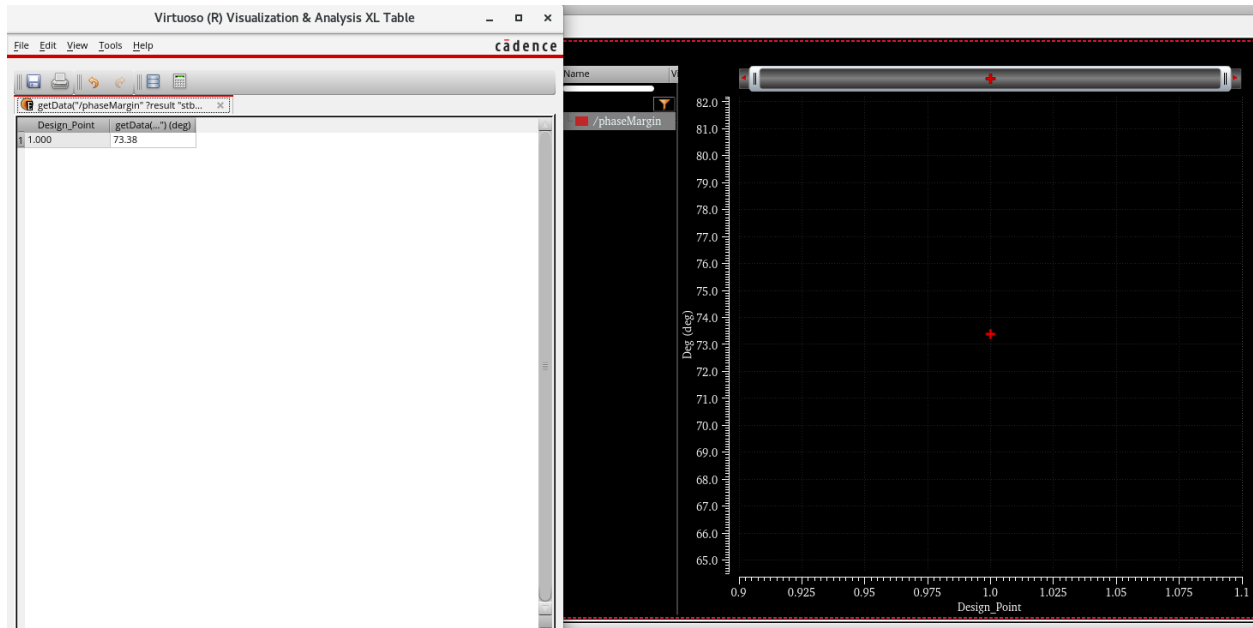 Virtuoso (R) Visualization & Analysis XL Table
File Edit View Tools Help
cādence
getData("/phaseMargin" ?result "stb...
Design_Point getData(...") (deg)
1 1.000 73.38
Name Vi
/phaseMargin
82.0
81.0
80.0
79.0
78.0
77.0
76.0
75.0
74.0
73.0
72.0
71.0
70.0
69.0
68.0
67.0
66.0
65.0
Deg (deg)
0.9 0.925 0.95 0.975 1.0 1.025 1.05 1.075 1.1
Design_Point